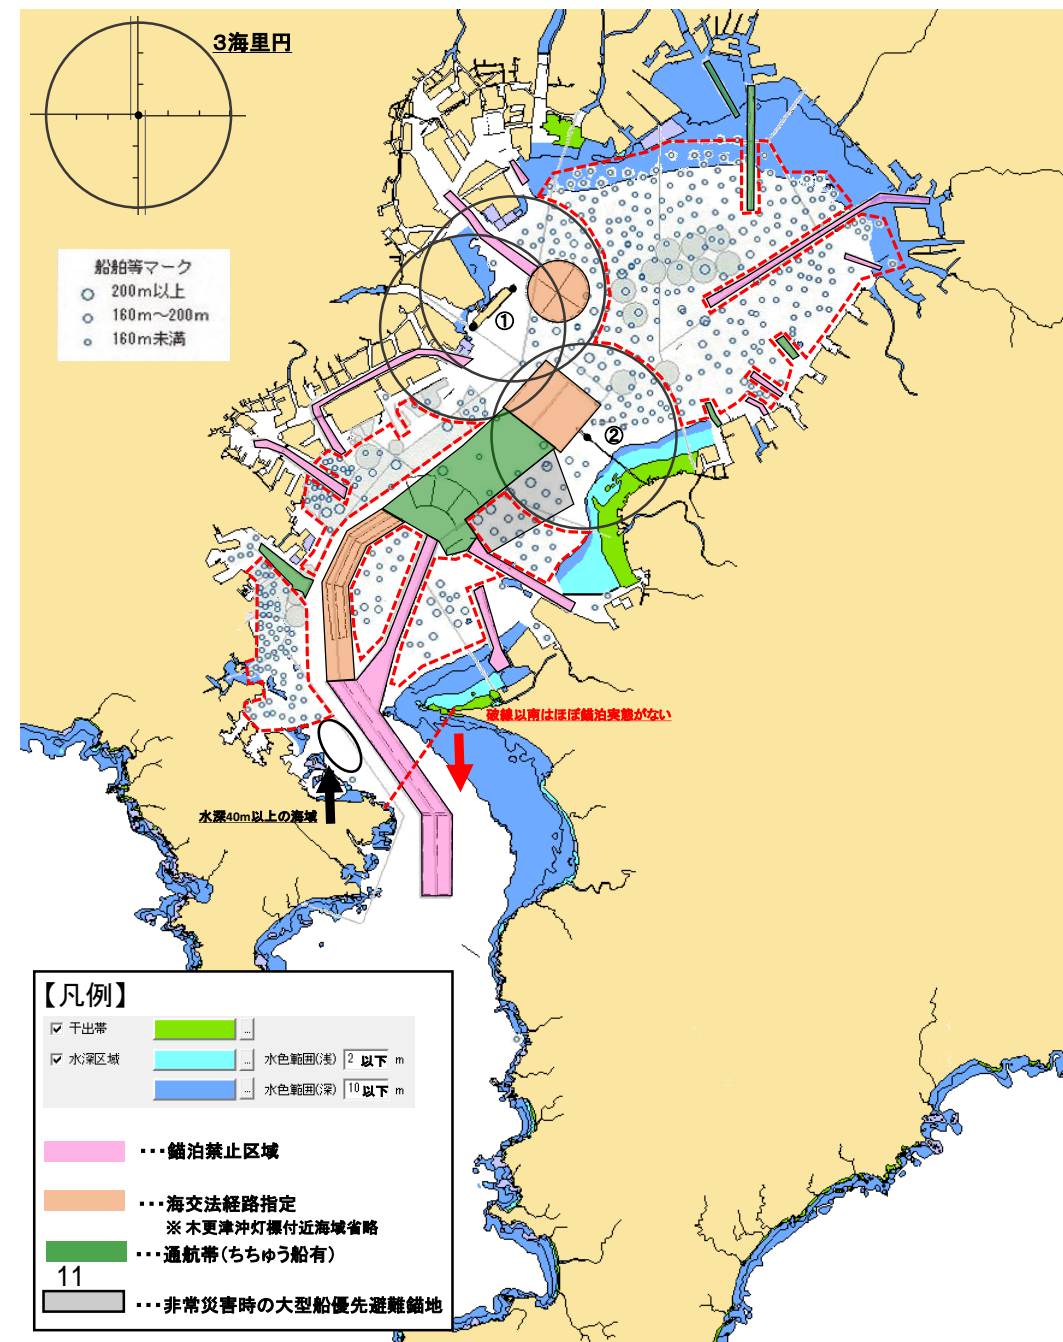 3海里円
船舶等マーク
200m以上
160m~200m
160m未満
①
②
破線以南はほぼ錨泊実態がない
水深40m以上の海域
【凡例】
干出帯 ...
水深区域 ... 水色範囲(浅) 2 以下 m
... 水色範囲(深) 10 以下 m
・・・錨泊禁止区域
・・・海交法経路指定
※ 木更津沖灯標付近海域省略
・・・通航帯(ちちゅう船有)
11
・・・非常災害時の大型船優先避難錨地